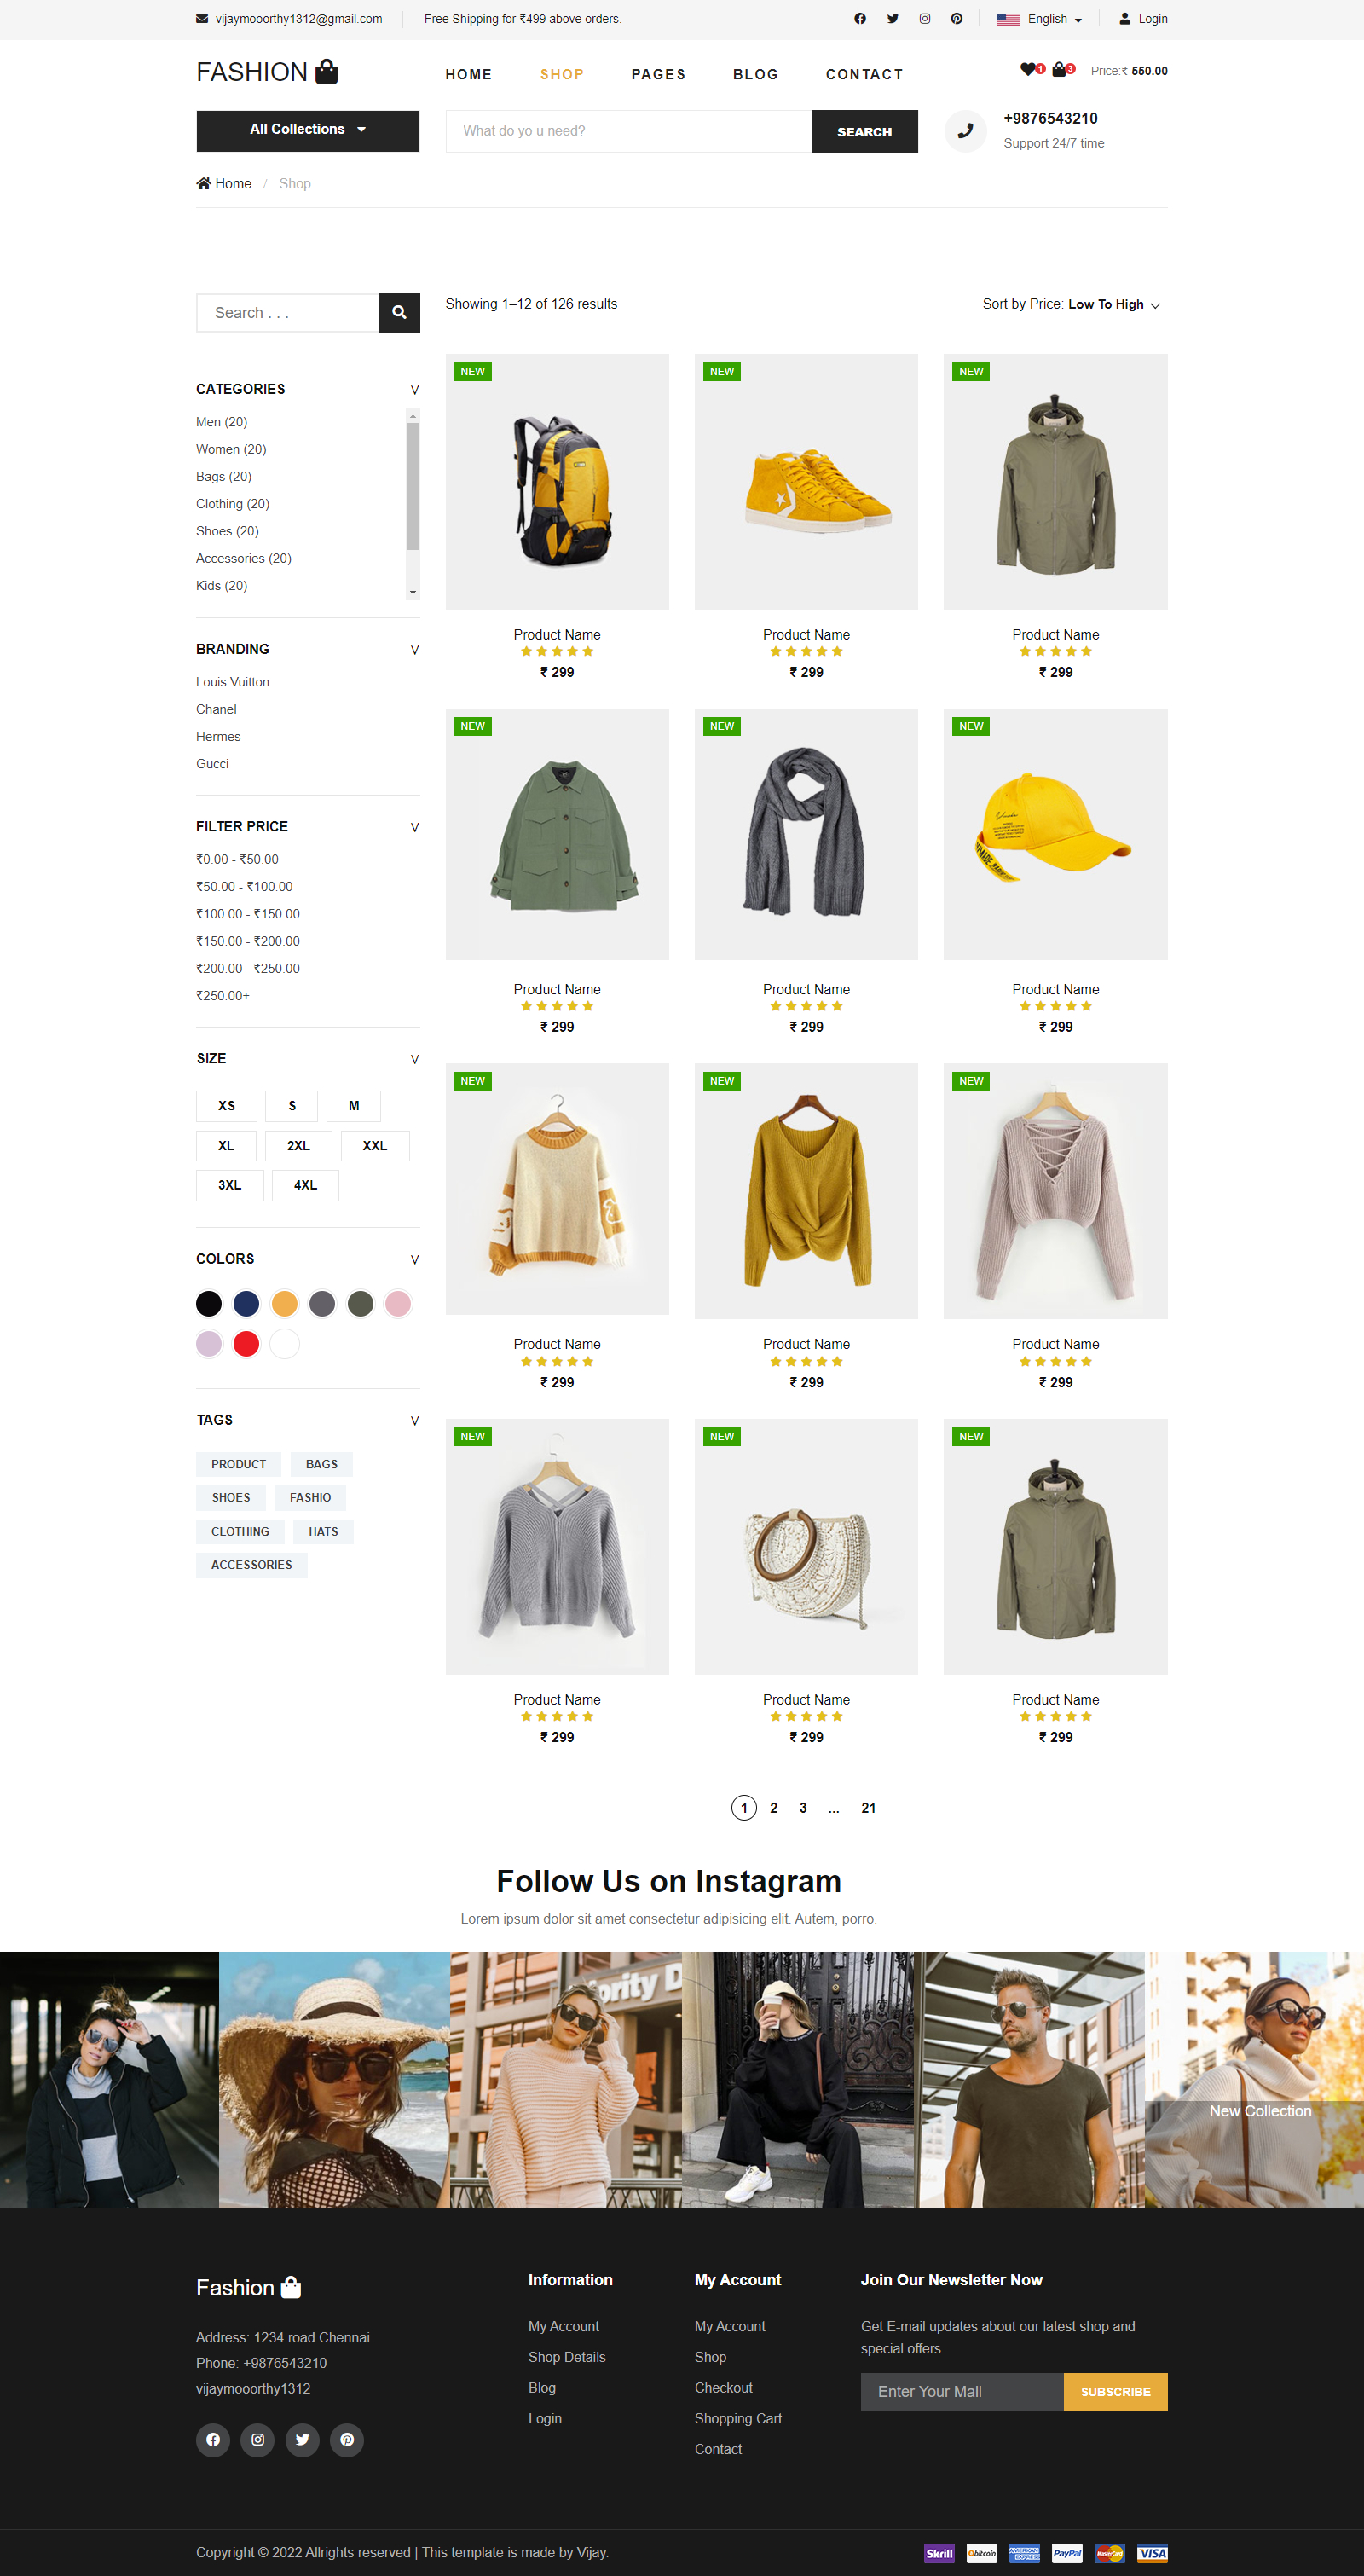 vijaymooorthy1312@gmail.com Free Shipping for ₹499 above orders. English Login
FASHION HOME SHOP PAGES BLOG CONTACT 1 3 Price:₹ 550.00
All Collections What do yo u need? SEARCH +9876543210
Support 24/7 time
Home / Shop
Search . . .
CATEGORIES V
Men (20)
Women (20)
Bags (20)
Clothing (20)
Shoes (20)
Accessories (20)
Kids (20)
BRANDING V
Louis Vuitton
Chanel
Hermes
Gucci
FILTER PRICE V
₹0.00 - ₹50.00
₹50.00 - ₹100.00
₹100.00 - ₹150.00
₹150.00 - ₹200.00
₹200.00 - ₹250.00
₹250.00+
SIZE V
XS S M
XL 2XL XXL
3XL 4XL
COLORS V
TAGS V
PRODUCT BAGS
SHOES FASHIO
CLOTHING HATS
ACCESSORIES
Showing 1–12 of 126 results Sort by Price: Low To High
NEW NEW NEW
Product Name Product Name Product Name
₹ 299 ₹ 299 ₹ 299
NEW NEW NEW
Product Name Product Name Product Name
₹ 299 ₹ 299 ₹ 299
NEW NEW NEW
Product Name Product Name Product Name
₹ 299 ₹ 299 ₹ 299
NEW NEW NEW
Product Name Product Name Product Name
₹ 299 ₹ 299 ₹ 299
1 2 3 ... 21
Follow Us on Instagram
Lorem ipsum dolor sit amet consectetur adipisicing elit. Autem, porro.
ority D
New Collection
Fashion
Address: 1234 road Chennai
Phone: +9876543210
vijaymooorthy1312
Information
My Account
Shop Details
Blog
Login
My Account
My Account
Shop
Checkout
Shopping Cart
Contact
Join Our Newsletter Now
Get E-mail updates about our latest shop and
special offers.
Enter Your Mail SUBSCRIBE
Copyright © 2022 Allrights reserved | This template is made by Vijay. Skrill bitcoin AMERICAN EXPRESS PayPal MasterCard VISA